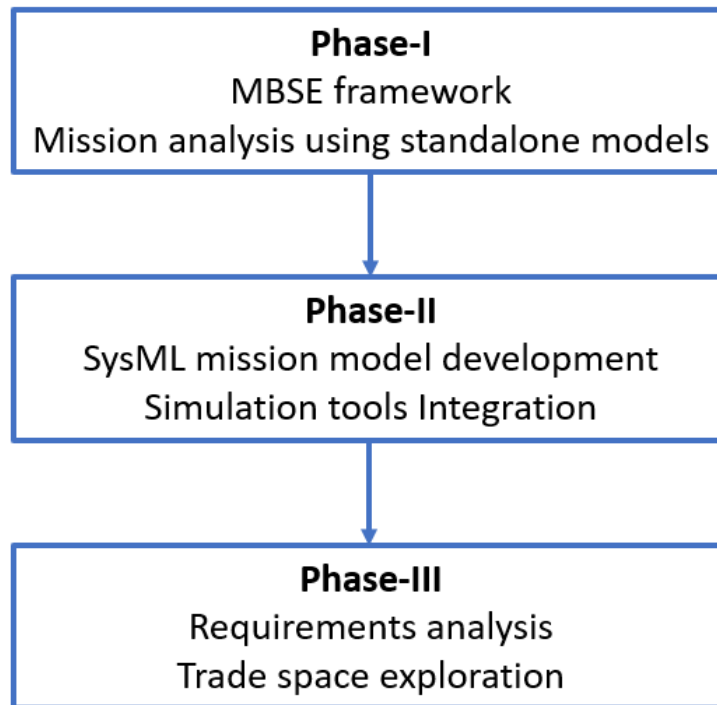 Phase-I
MBSE framework
Mission analysis using standalone models
Phase-II
SysML mission model development
Simulation tools Integration
Phase-III
Requirements analysis
Trade space exploration